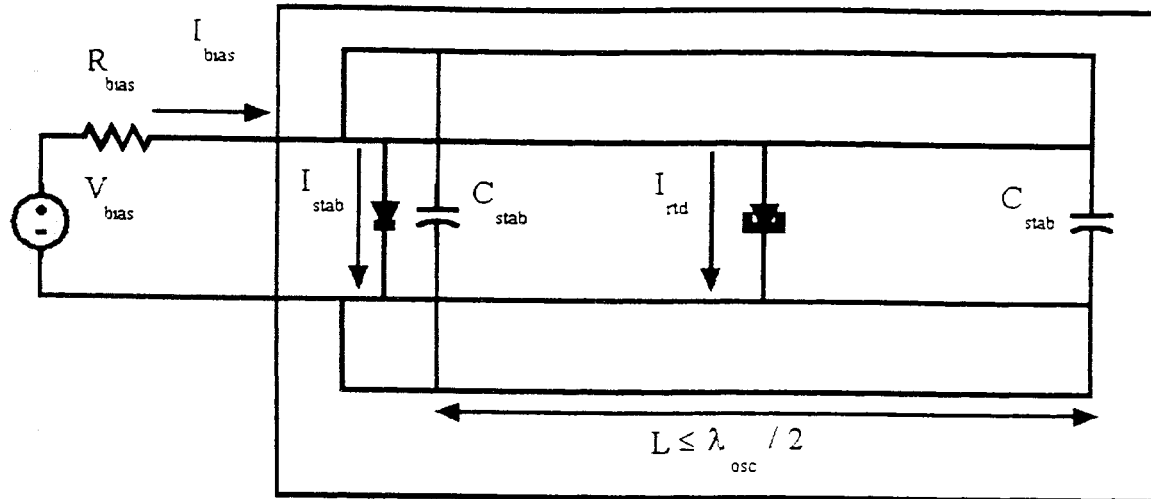 I bias
R bias
V bias
+
-
I stab
C stab
I rtd
C stab
L ≤ λ osc / 2